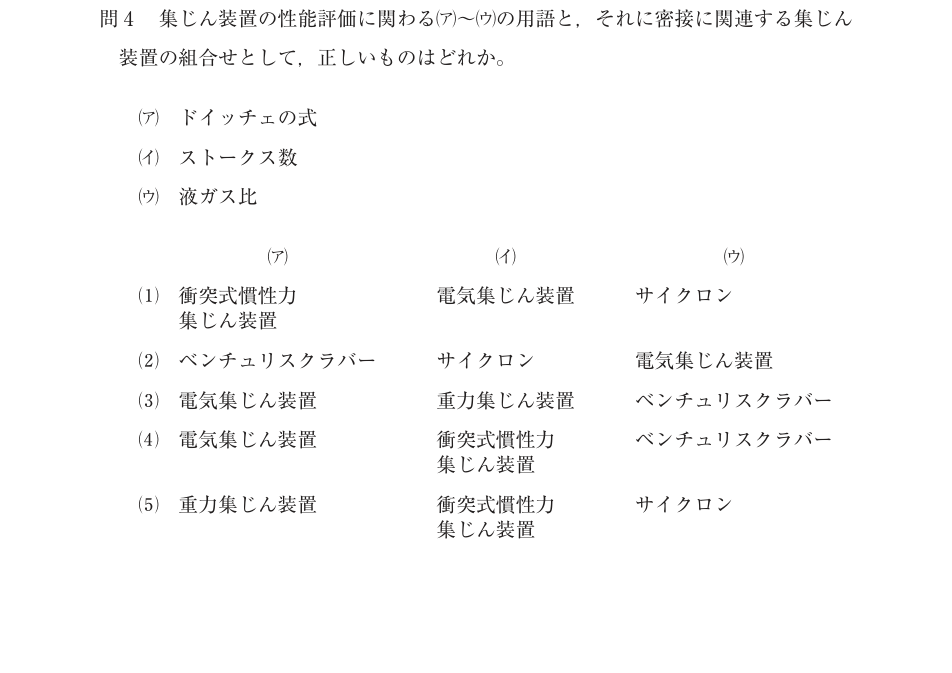 問4　集じん装置の性能評価に関わる㋐〜㋒の用語と，それに密接に関連する集じん
装置の組合せとして，正しいものはどれか。
(ア)　ドイッチェの式
(イ)　ストークス数
(ウ)　液ガス比
(ア)　(イ)　(ウ)
(1)　衝突式慣性力　電気集じん装置　サイクロン
集じん装置
(2)　ベンチュリスクラバー　サイクロン　電気集じん装置
(3)　電気集じん装置　重力集じん装置　ベンチュリスクラバー
(4)　電気集じん装置　衝突式慣性力　ベンチュリスクラバー
集じん装置
(5)　重力集じん装置　衝突式慣性力　サイクロン
集じん装置